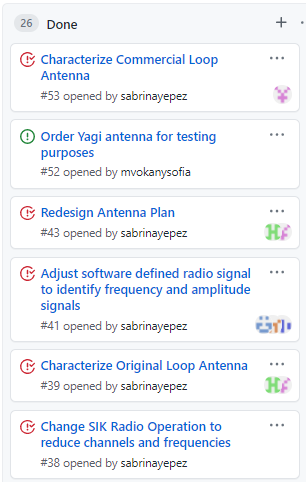 26 Done
Characterize Commercial Loop
Antenna
#53 opened by sabrinayepez
Order Yagi antenna for testing
purposes
#52 opened by mvokanysofia
Redesign Antenna Plan
#43 opened by sabrinayepez
Adjust software defined radio signal
to identify frequency and amplitude
signals
#41 opened by sabrinayepez
Characterize Original Loop Antenna
#39 opened by sabrinayepez
Change SIK Radio Operation to
reduce channels and frequencies
#38 opened by sabrinayepez